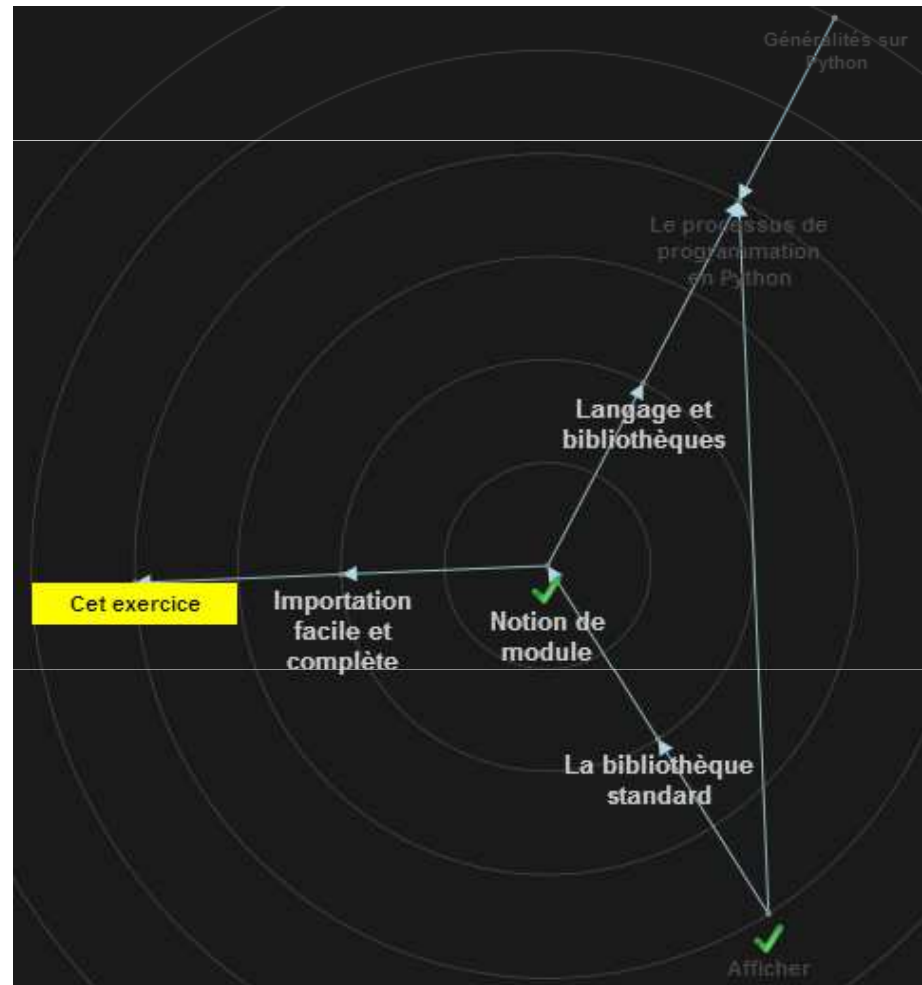 Généralités sur
Python
Le processus de
programmation
en Python
Langage et
bibliothèques
Cet exercice
Importation
facile et
complète
Notion de
module
La bibliothèque
standard
Afficher